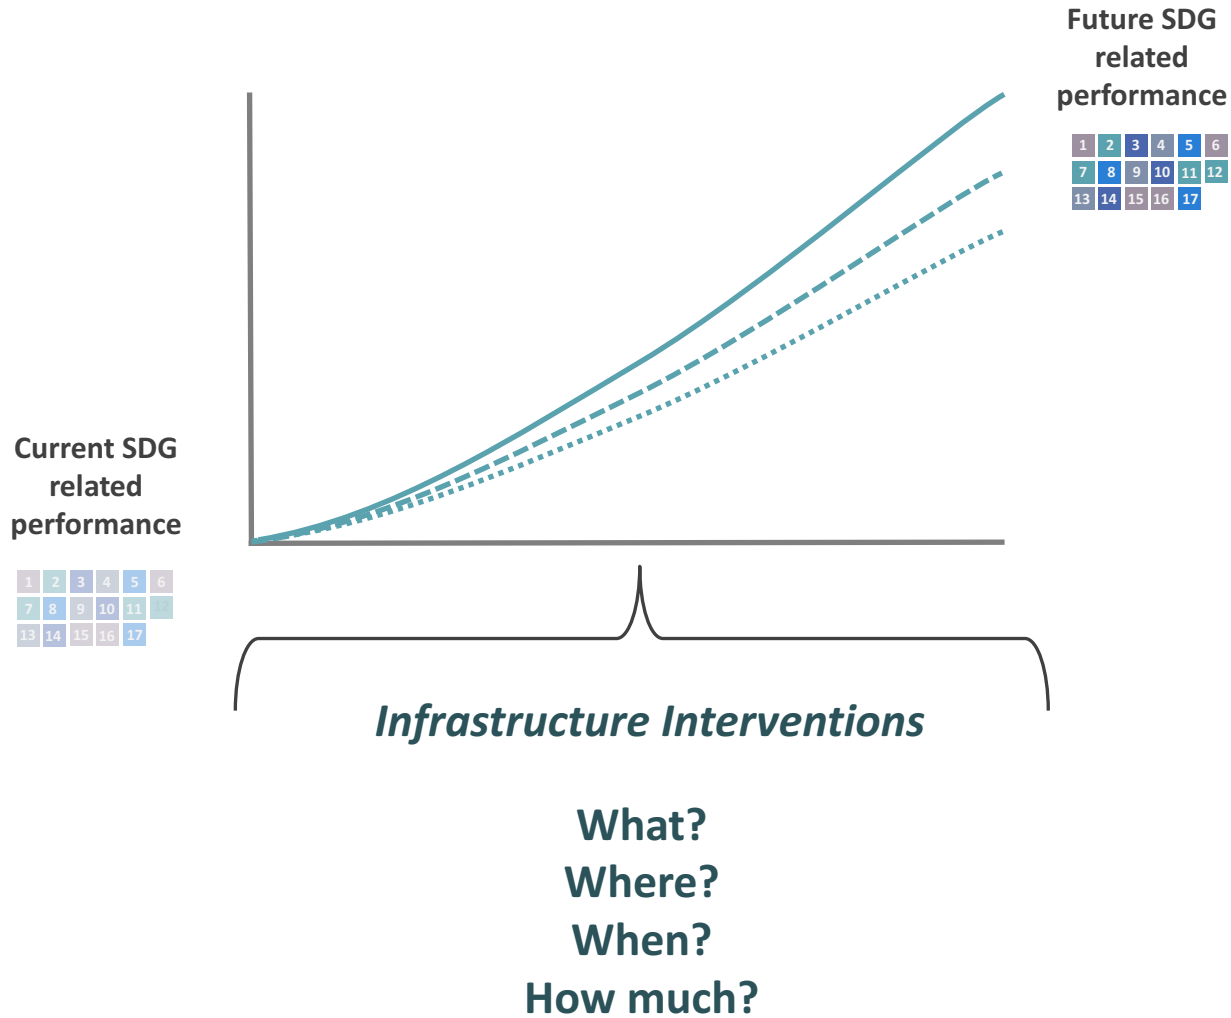 Future SDG
related
performance
1 2 3 4 5 6
7 8 9 10 11 12
13 14 15 16 17
Current SDG
related
performance
1 2 3 4 5 6
7 8 9 10 11 12
13 14 15 16 17
Infrastructure Interventions
What?
Where?
When?
How much?